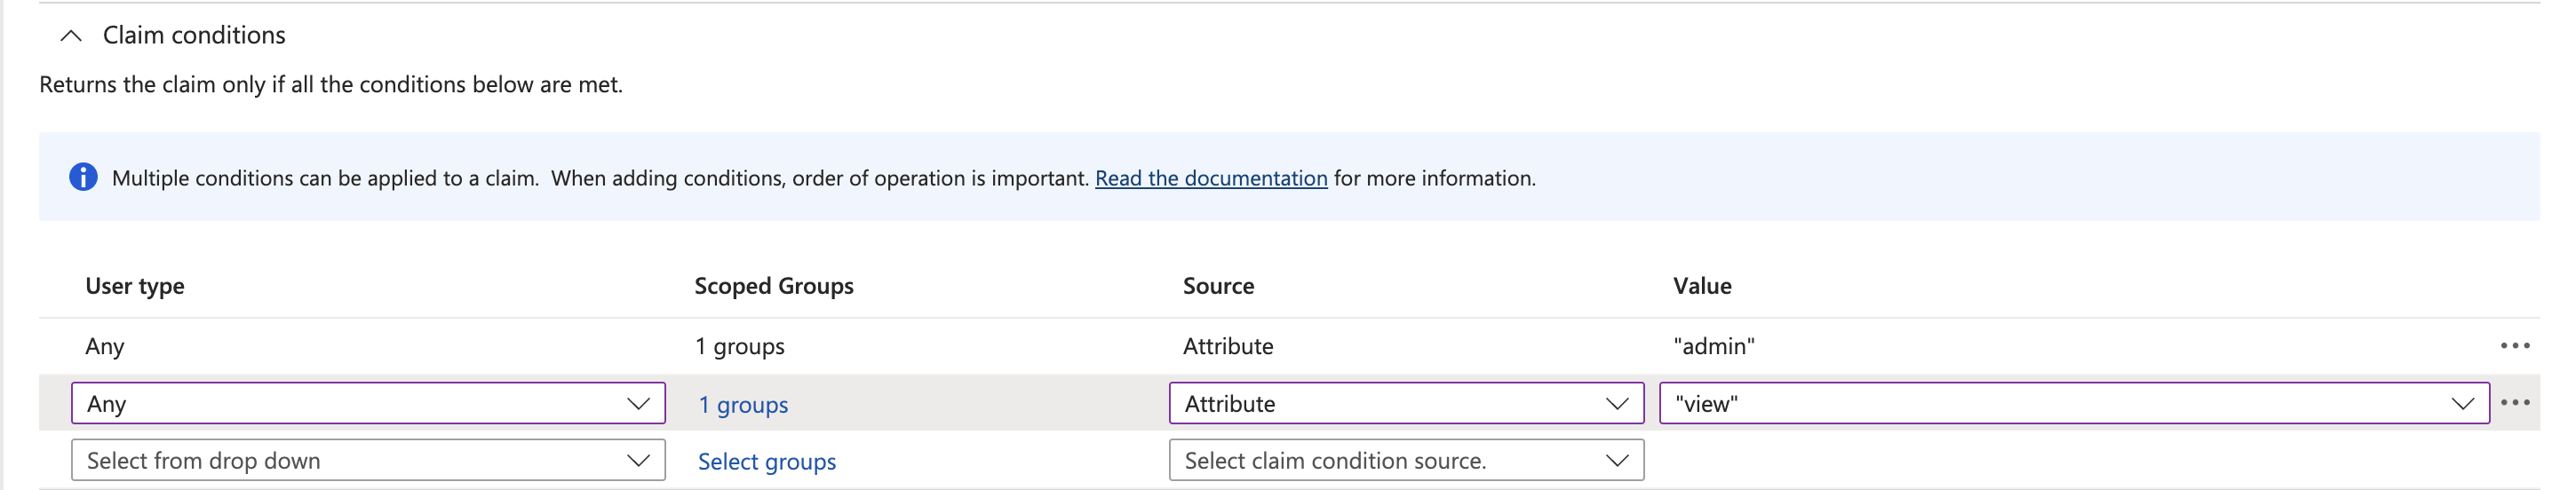 Claim conditions
Returns the claim only if all the conditions below are met.
Multiple conditions can be applied to a claim.  When adding conditions, order of operation is important. Read the documentation for more information.
User type Scoped Groups Source Value
Any 1 groups Attribute "admin"
Any 1 groups Attribute "view"
Select from drop down Select groups Select claim condition source.